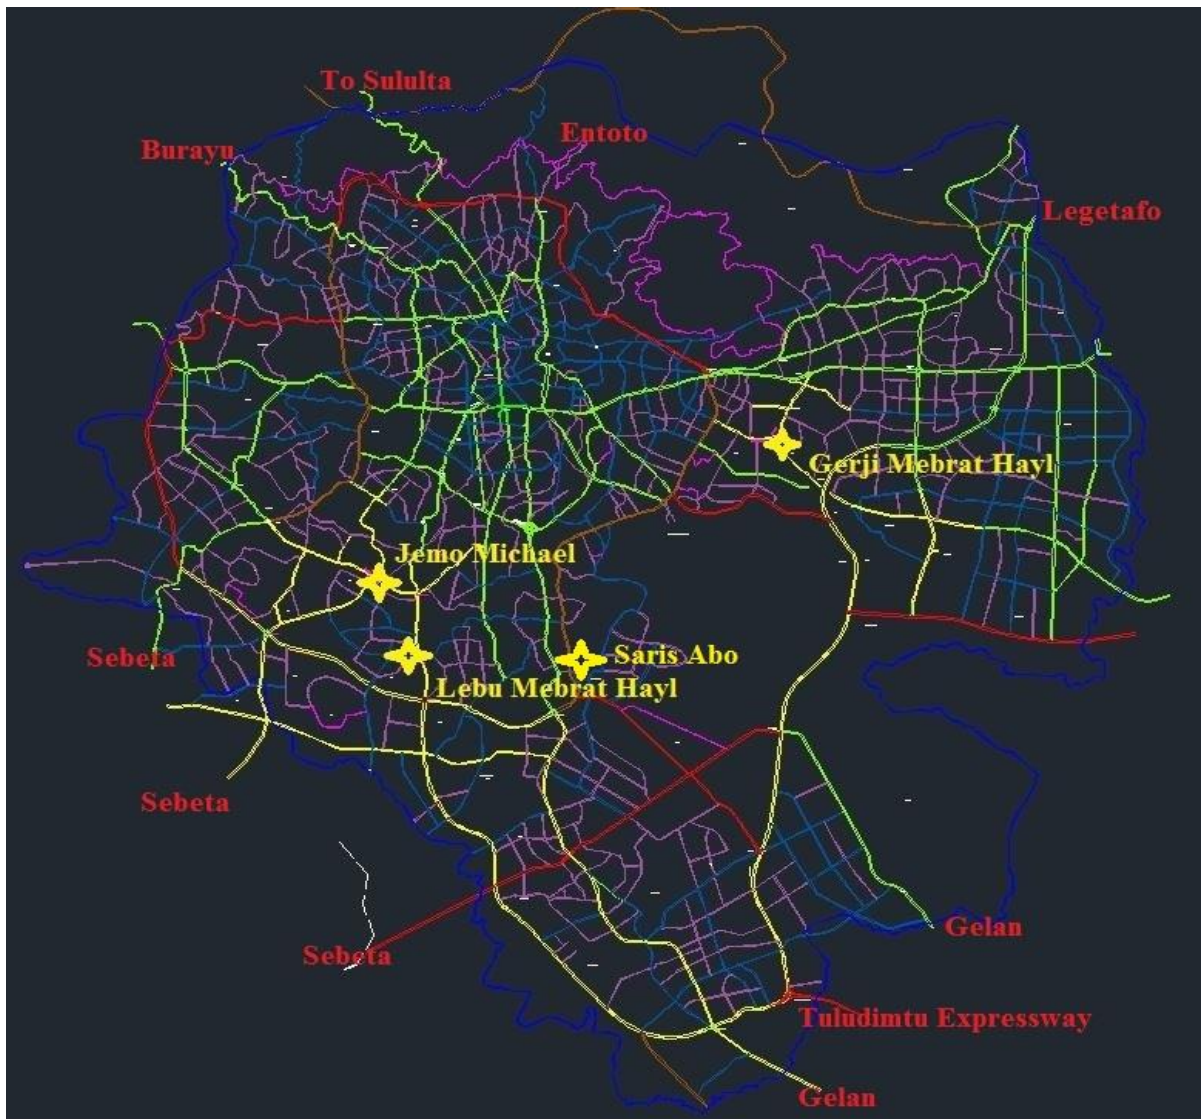 To Sululta
Entoto
Burayu
Legetafo
Gerji Mebrat Hayl
Jemo Michael
Sebeta
Saris Abo
Lebu Mebrat Hayl
Sebeta
Gelan
Sebeta
Tuludimtu Expressway
Gelan